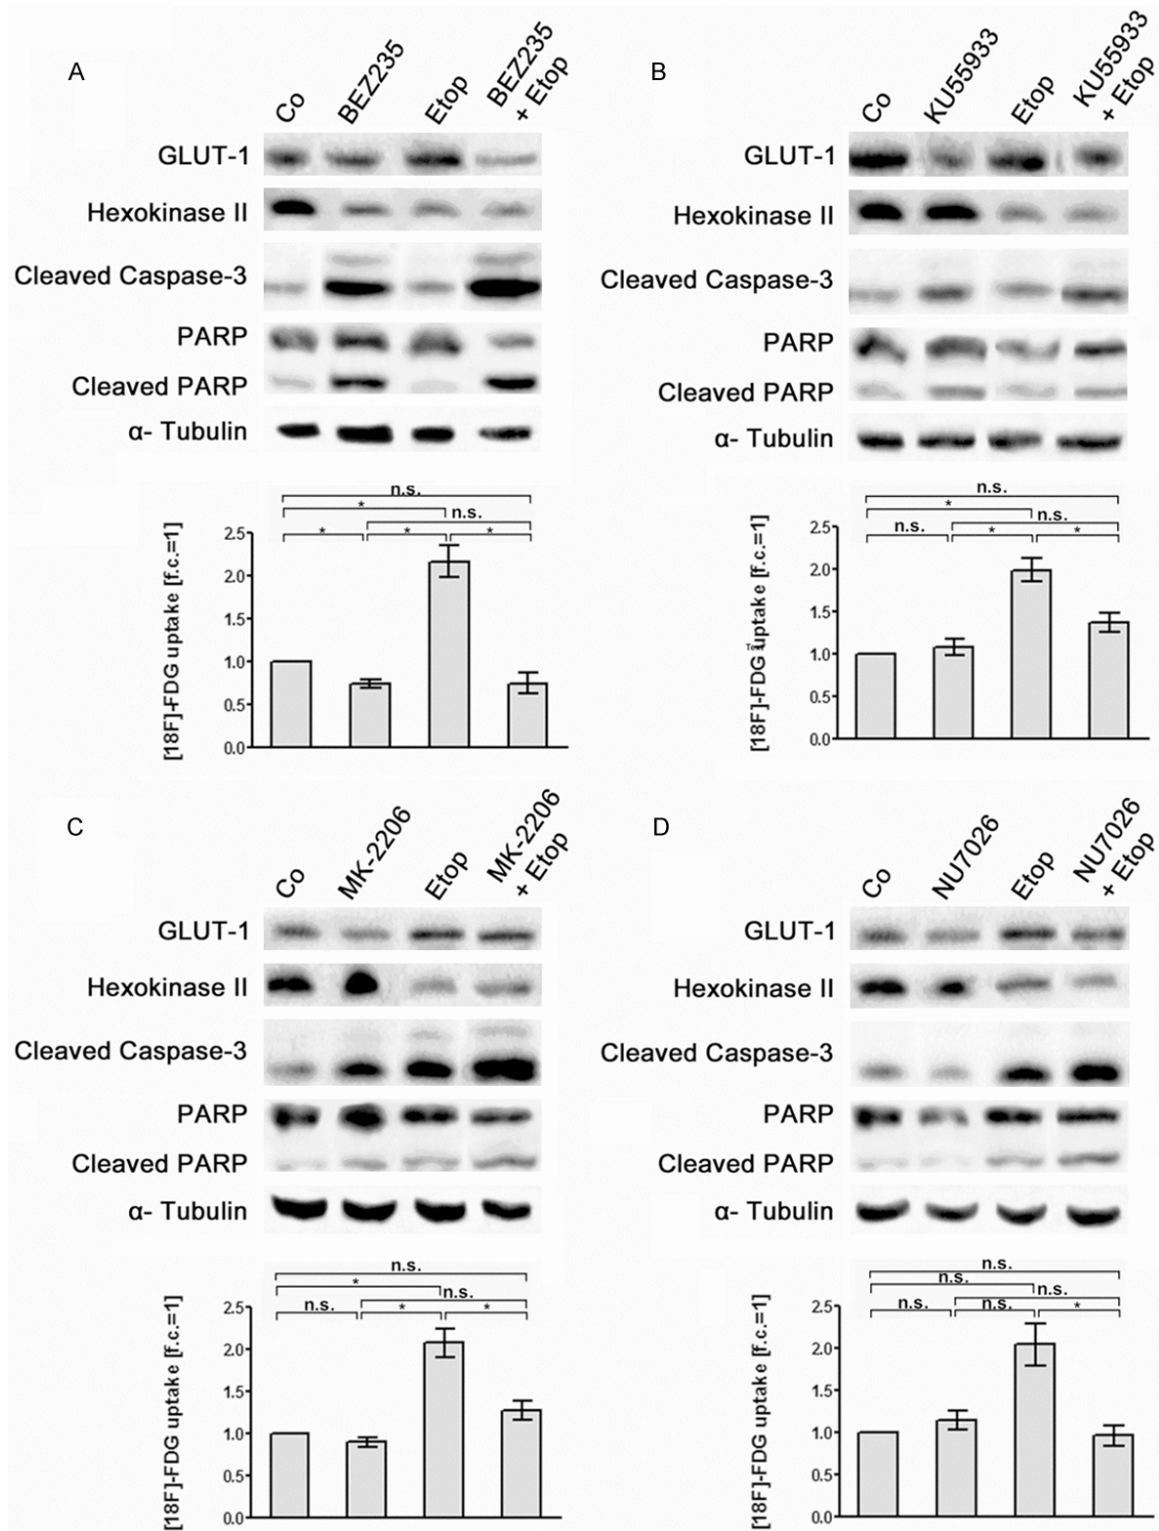 A
Co
BEZ235
Etop
BEZ235
+ Etop
GLUT-1
Hexokinase II
Cleaved Caspase-3
PARP
Cleaved PARP
α- Tubulin
n.s.
*
n.s.
*
*
*
[18F]-FDG uptake [f.c.=1]
2.5
2.0
1.5
1.0
0.5
0.0
B
Co
KU55933
Etop
KU55933
+ Etop
GLUT-1
Hexokinase II
Cleaved Caspase-3
PARP
Cleaved PARP
α- Tubulin
n.s.
*
n.s.
n.s.
*
*
[18F]-FDG uptake [f.c.=1]
2.5
2.0
1.5
1.0
0.5
0.0
C
Co
MK-2206
Etop
MK-2206
+ Etop
GLUT-1
Hexokinase II
Cleaved Caspase-3
PARP
Cleaved PARP
α- Tubulin
n.s.
*
n.s.
n.s.
*
*
[18F]-FDG uptake [f.c.=1]
2.5
2.0
1.5
1.0
0.5
0.0
D
Co
NU7026
Etop
NU7026
+ Etop
GLUT-1
Hexokinase II
Cleaved Caspase-3
PARP
Cleaved PARP
α- Tubulin
n.s.
n.s.
n.s.
n.s.
n.s.
*
[18F]-FDG uptake [f.c.=1]
2.5
2.0
1.5
1.0
0.5
0.0